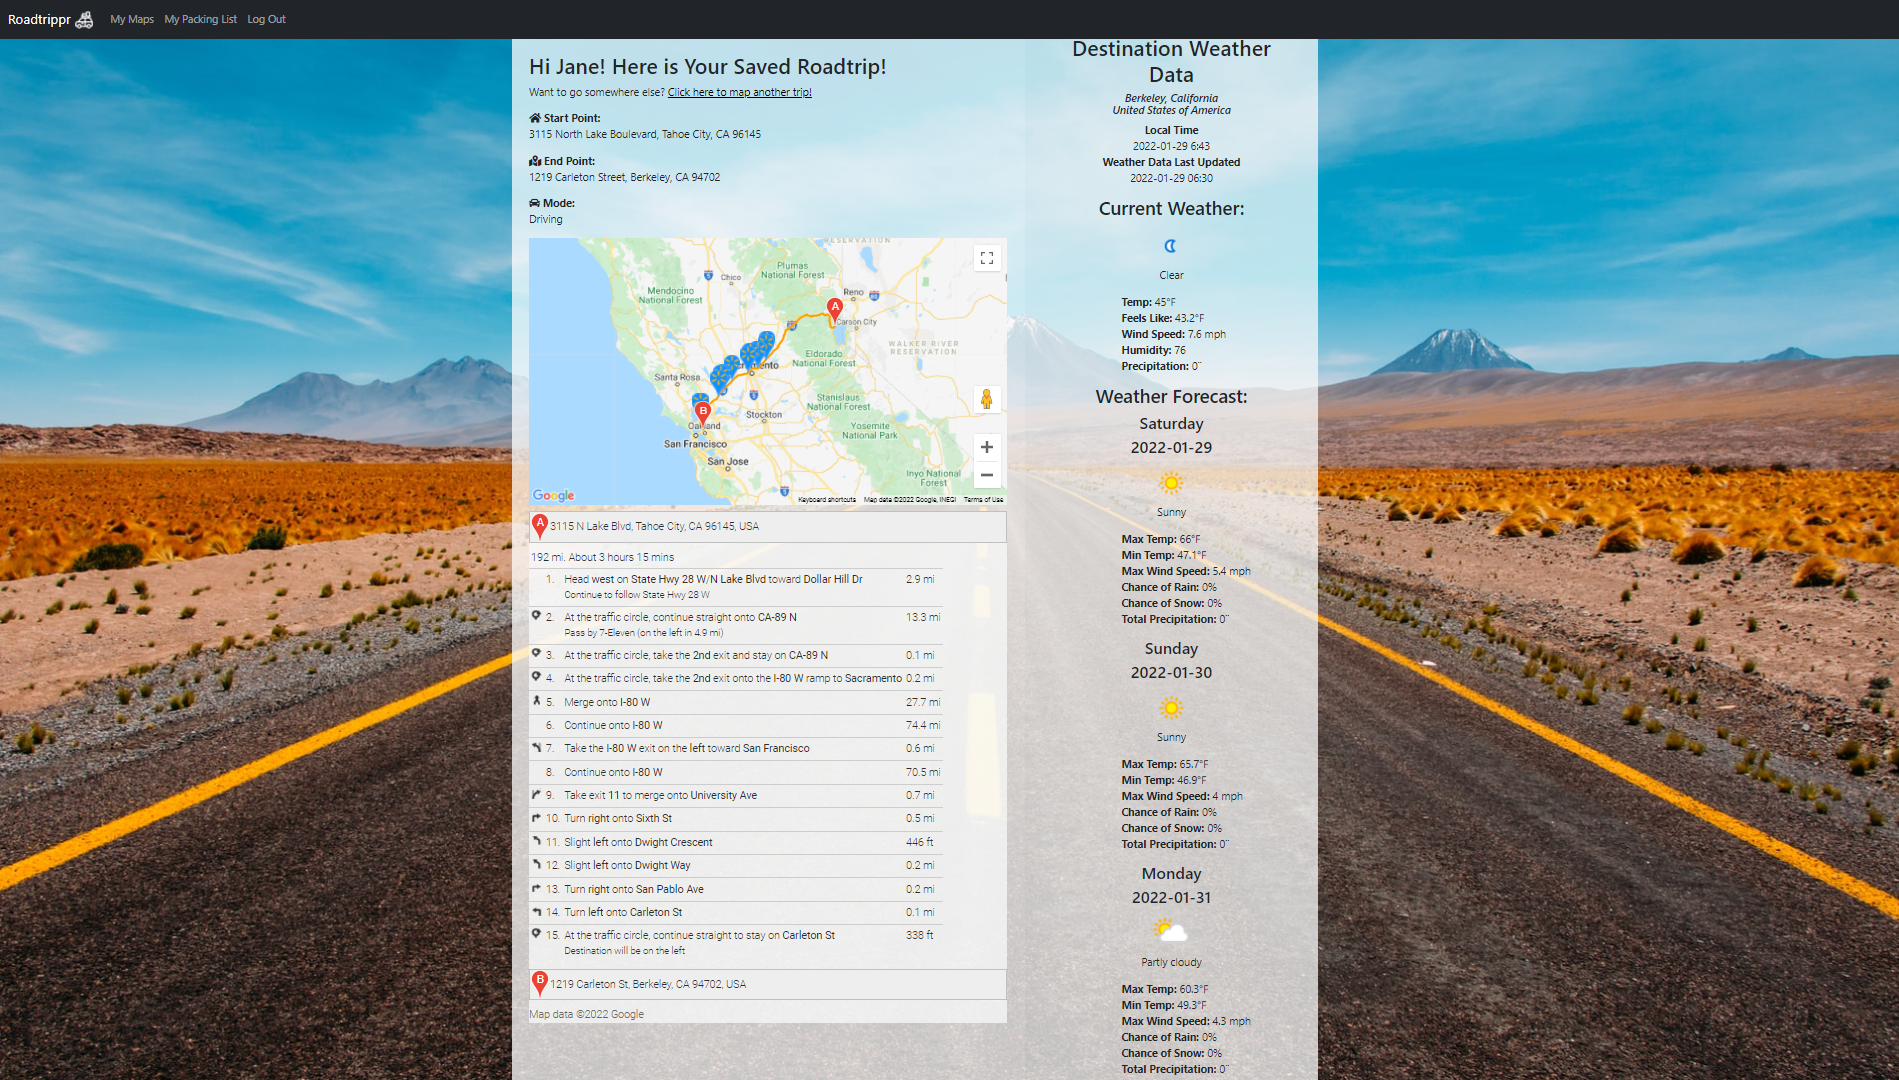 Roadtrippr
My Maps
My Packing List
Log Out
Hi Jane! Here is Your Saved Roadtrip!
Want to go somewhere else? Click here to map another trip!
Start Point:
3115 North Lake Boulevard, Tahoe City, CA 96145
End Point:
1219 Carleton Street, Berkeley, CA 94702
Mode:
Driving
RESERVATION
Plumas
National Forest
Chico
Mendocino
National Forest
Reno
A
Carson City
WALKER RIVER
RESERVATION
Eldorado
National Forest
Santa Rosa
Stanislaus
National Forest
B
Stockton
Oakland
San Francisco
Yosemite
National Park
San Jose
Inyo National
Forest
Google
Keyboard shortcuts
Map data ©2022 Google, INEGI
Terms of Use
A
3115 N Lake Blvd, Tahoe City, CA 96145, USA
192 mi. About 3 hours 15 mins
1. Head west on State Hwy 28 W/N Lake Blvd toward Dollar Hill Dr 2.9 mi
Continue to follow State Hwy 28 W
2. At the traffic circle, continue straight onto CA-89 N 13.3 mi
Pass by 7-Eleven (on the left in 4.9 mi)
3. At the traffic circle, take the 2nd exit and stay on CA-89 N 0.1 mi
4. At the traffic circle, take the 2nd exit onto the I-80 W ramp to Sacramento 0.2 mi
5. Merge onto I-80 W 27.7 mi
6. Continue onto I-80 W 74.4 mi
7. Take the I-80 W exit on the left toward San Francisco 0.6 mi
8. Continue onto I-80 W 70.5 mi
9. Take exit 11 to merge onto University Ave 0.7 mi
10. Turn right onto Sixth St 0.5 mi
11. Slight left onto Dwight Crescent 446 ft
12. Slight left onto Dwight Way 0.2 mi
13. Turn right onto San Pablo Ave 0.2 mi
14. Turn left onto Carleton St 0.1 mi
15. At the traffic circle, continue straight to stay on Carleton St 338 ft
Destination will be on the left
B
1219 Carleton St, Berkeley, CA 94702, USA
Map data ©2022 Google
Destination Weather
Data
Berkeley, California
United States of America
Local Time
2022-01-29 6:43
Weather Data Last Updated
2022-01-29 06:30
Current Weather:
Clear
Temp: 45°F
Feels Like: 43.2°F
Wind Speed: 7.6 mph
Humidity: 76
Precipitation: 0¨
Weather Forecast:
Saturday
2022-01-29
Sunny
Max Temp: 66°F
Min Temp: 47.1°F
Max Wind Speed: 5.4 mph
Chance of Rain: 0%
Chance of Snow: 0%
Total Precipitation: 0¨
Sunday
2022-01-30
Sunny
Max Temp: 65.7°F
Min Temp: 46.9°F
Max Wind Speed: 4 mph
Chance of Rain: 0%
Chance of Snow: 0%
Total Precipitation: 0¨
Monday
2022-01-31
Partly cloudy
Max Temp: 60.3°F
Min Temp: 49.3°F
Max Wind Speed: 4.3 mph
Chance of Rain: 0%
Chance of Snow: 0%
Total Precipitation: 0¨